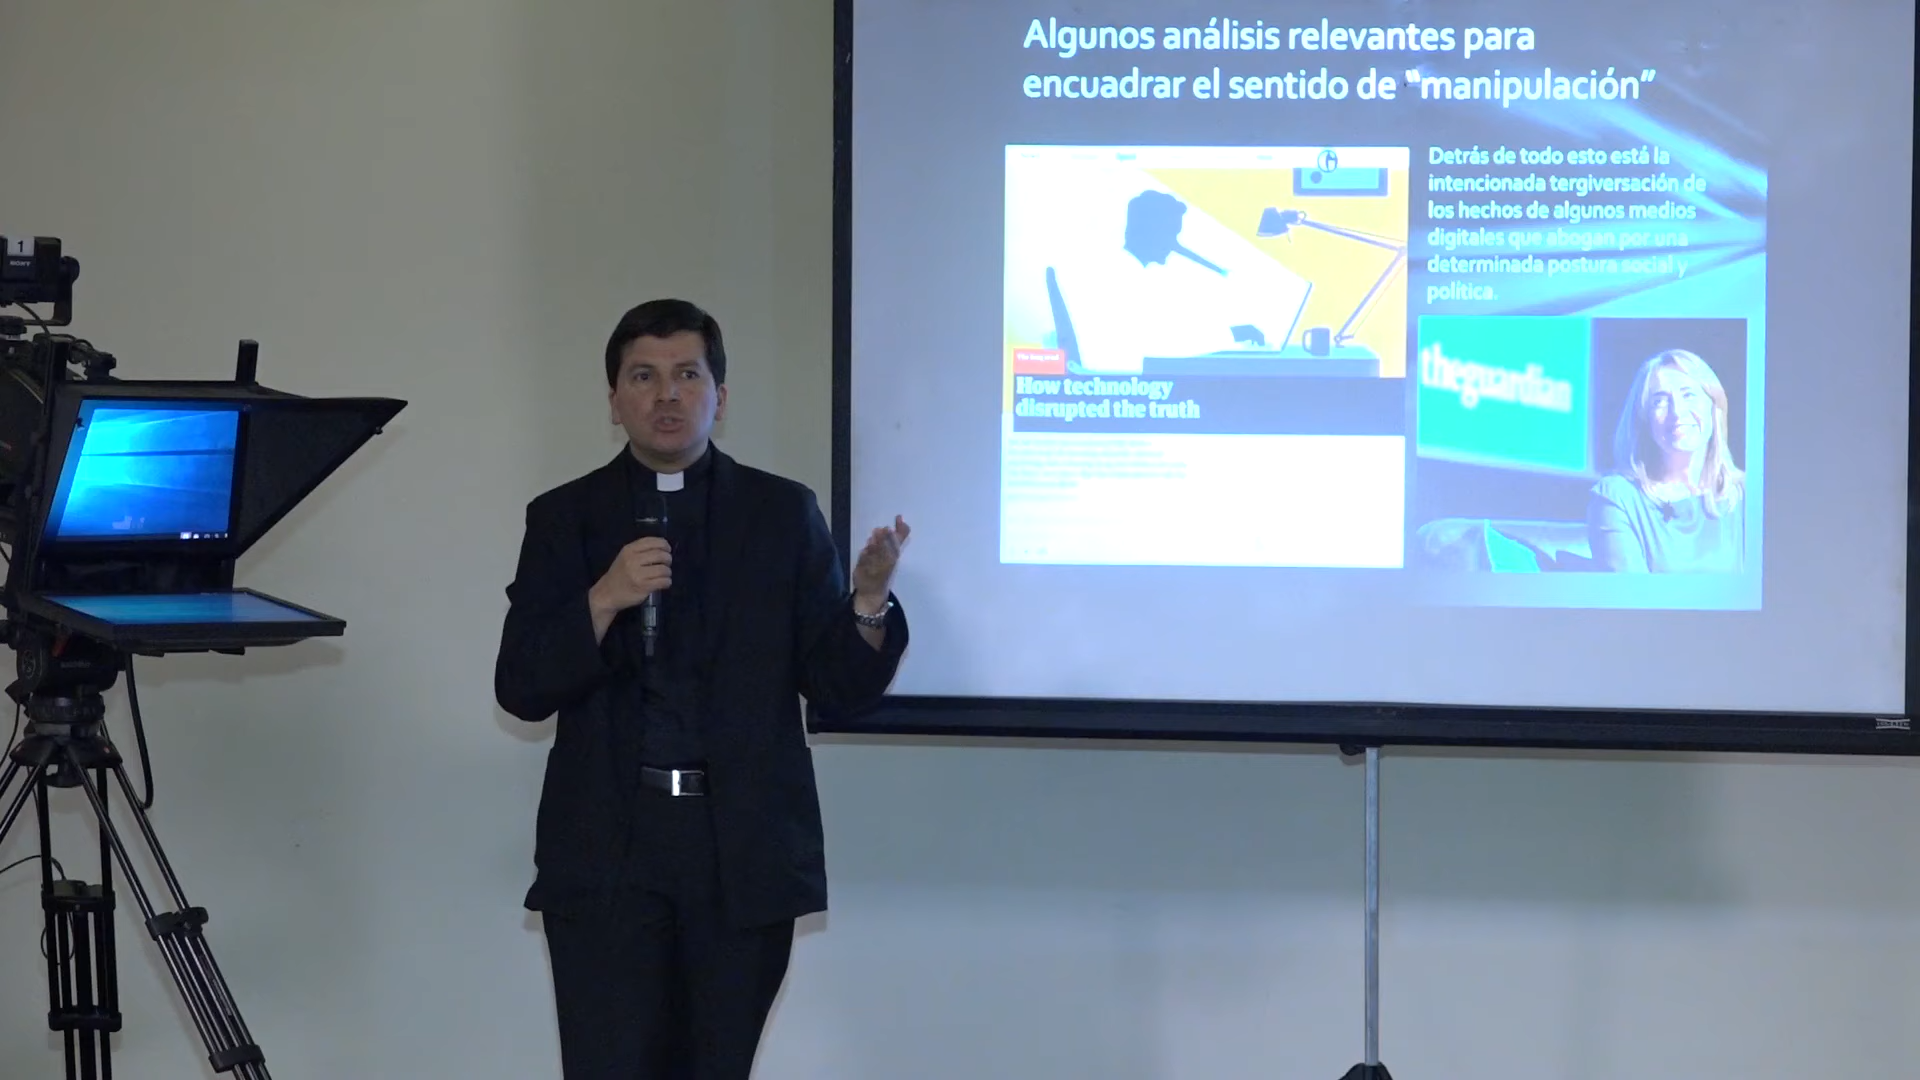 Algunos análisis relevantes para
encuadrar el sentido de “manipulación”
Detrás de todo esto está la
intencionada tergiversación de
los hechos de algunos medios
digitales que abogan por una
determinada postura social y
política.
How technology
disrupted the truth
theguardian
1
SONY